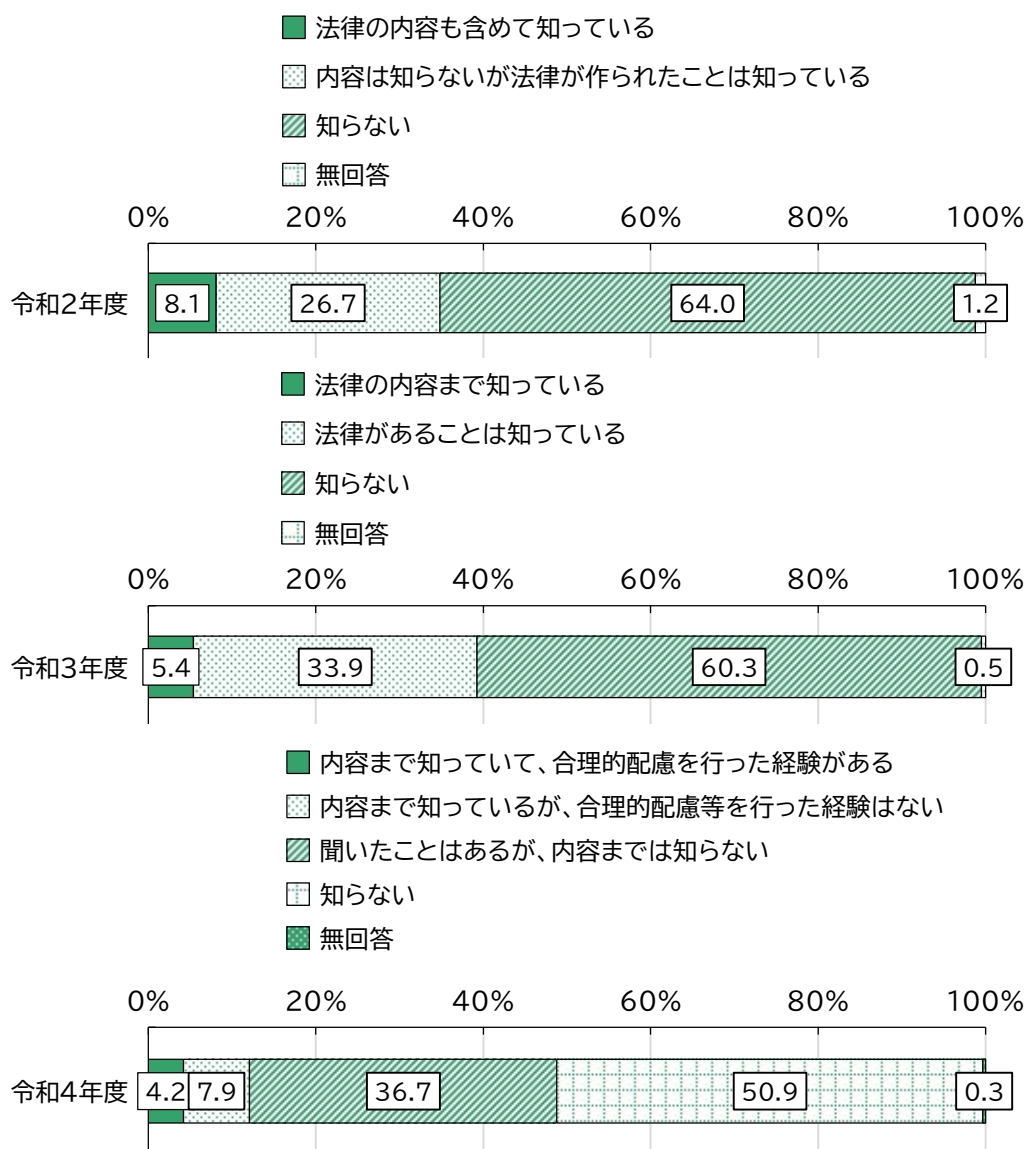 法律の内容も含めて知っている
内容は知らないが法律が作られたことは知っている
知らない
無回答
0% 20% 40% 60% 80% 100%
令和2年度 8.1 26.7 64.0 1.2
法律の内容まで知っている
法律があることは知っている
知らない
無回答
0% 20% 40% 60% 80% 100%
令和3年度 5.4 33.9 60.3 0.5
内容まで知っていて、合理的配慮を行った経験がある
内容まで知っているが、合理的配慮等を行った経験はない
聞いたことはあるが、内容までは知らない
知らない
無回答
0% 20% 40% 60% 80% 100%
令和4年度 4.2 7.9 36.7 50.9 0.3